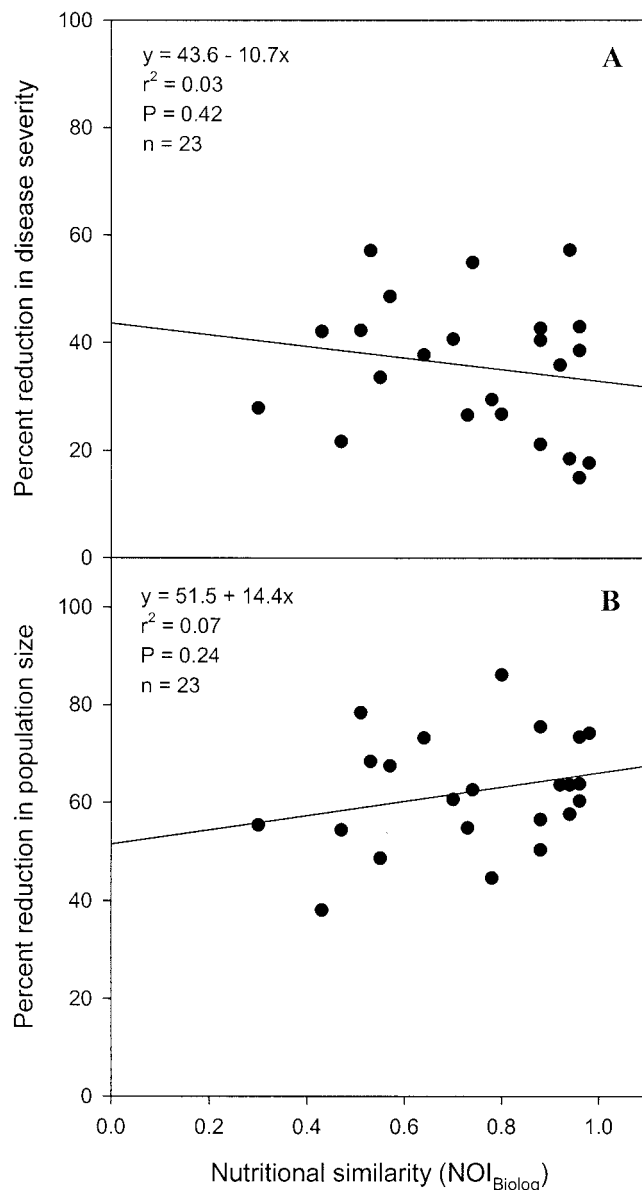 100
80
60
40
20
0
Percent reduction in disease severity
y = 43.6 - 10.7x
r² = 0.03
P = 0.42
n = 23
A
100
80
60
40
20
0
Percent reduction in population size
y = 51.5 + 14.4x
r² = 0.07
P = 0.24
n = 23
B
0.0 0.2 0.4 0.6 0.8 1.0
Nutritional similarity (NOI_Biolog)